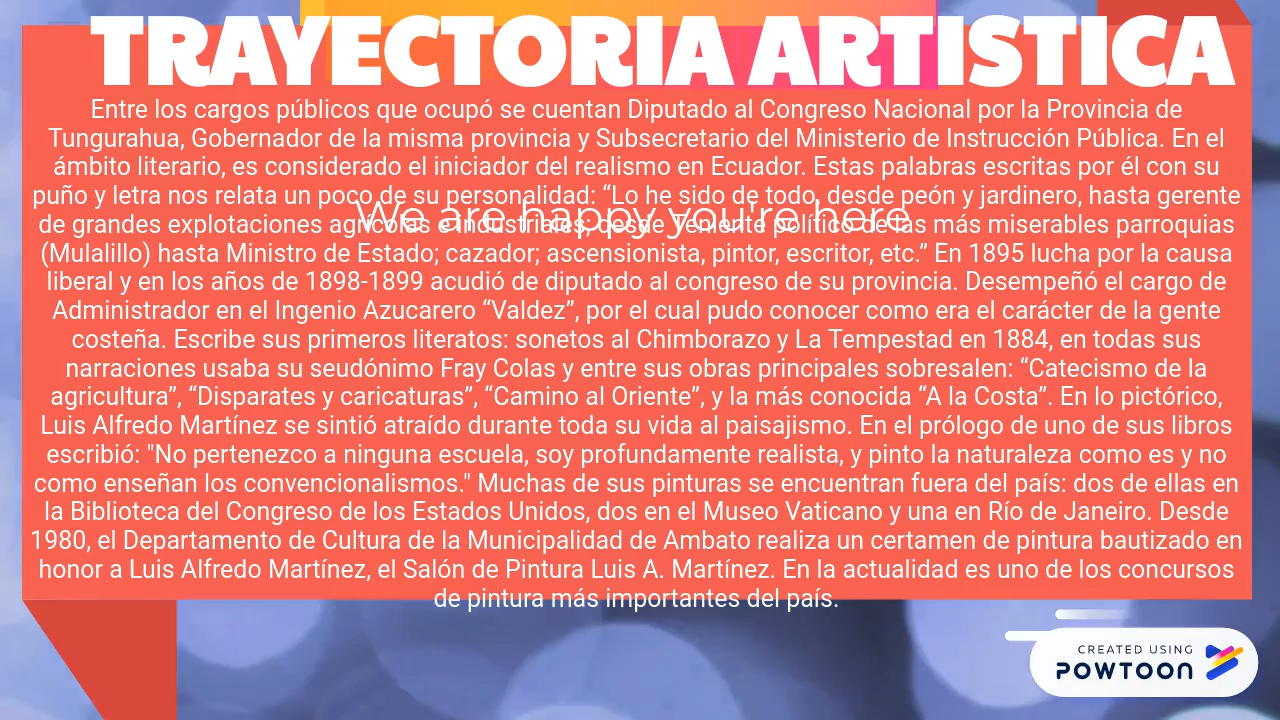 TRAYECTORIA ARTISTICA
Entre los cargos públicos que ocupó se cuentan Diputado al Congreso Nacional por la Provincia de
Tungurahua, Gobernador de la misma provincia y Subsecretario del Ministerio de Instrucción Pública. En el
ámbito literario, es considerado el iniciador del realismo en Ecuador. Estas palabras escritas por él con su
puño y letra nos relata un poco de su personalidad: “Lo he sido de todo, desde peón y jardinero, hasta gerente
We are happy you're here
de grandes explotaciones agrícolas e industriales, desde Teniente político de las más miserables parroquias
(Mulalillo) hasta Ministro de Estado; cazador; ascensionista, pintor, escritor, etc.” En 1895 lucha por la causa
liberal y en los años de 1898-1899 acudió de diputado al congreso de su provincia. Desempeñó el cargo de
Administrador en el Ingenio Azucarero “Valdez”, por el cual pudo conocer como era el carácter de la gente
costeña. Escribe sus primeros literatos: sonetos al Chimborazo y La Tempestad en 1884, en todas sus
narraciones usaba su seudónimo Fray Colas y entre sus obras principales sobresalen: “Catecismo de la
agricultura”, “Disparates y caricaturas”, “Camino al Oriente”, y la más conocida “A la Costa”. En lo pictórico,
Luis Alfredo Martínez se sintió atraído durante toda su vida al paisajismo. En el prólogo de uno de sus libros
escribió: "No pertenezco a ninguna escuela, soy profundamente realista, y pinto la naturaleza como es y no
como enseñan los convencionalismos." Muchas de sus pinturas se encuentran fuera del país: dos de ellas en
la Biblioteca del Congreso de los Estados Unidos, dos en el Museo Vaticano y una en Río de Janeiro. Desde
1980, el Departamento de Cultura de la Municipalidad de Ambato realiza un certamen de pintura bautizado en
honor a Luis Alfredo Martínez, el Salón de Pintura Luis A. Martínez. En la actualidad es uno de los concursos
de pintura más importantes del país.
CREATED USING
POWTOON